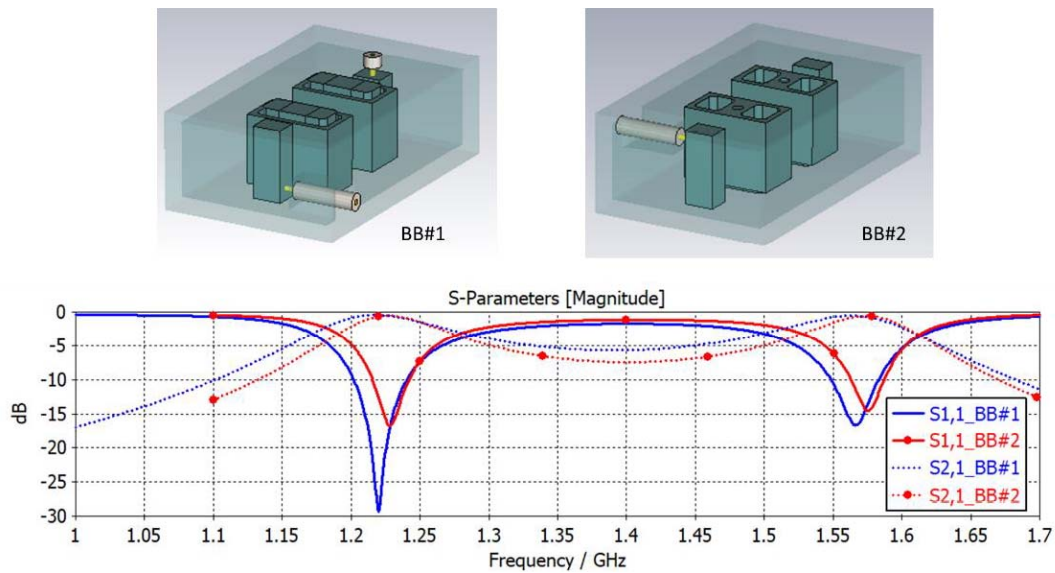 BB#1
BB#2
S-Parameters [Magnitude]
0
-5
-10
-15
-20
-25
-30
dB
S1,1_BB#1
S1,1_BB#2
S2,1_BB#1
S2,1_BB#2
1 1.05 1.1 1.15 1.2 1.25 1.3 1.35 1.4 1.45 1.5 1.55 1.6 1.65 1.7
Frequency / GHz